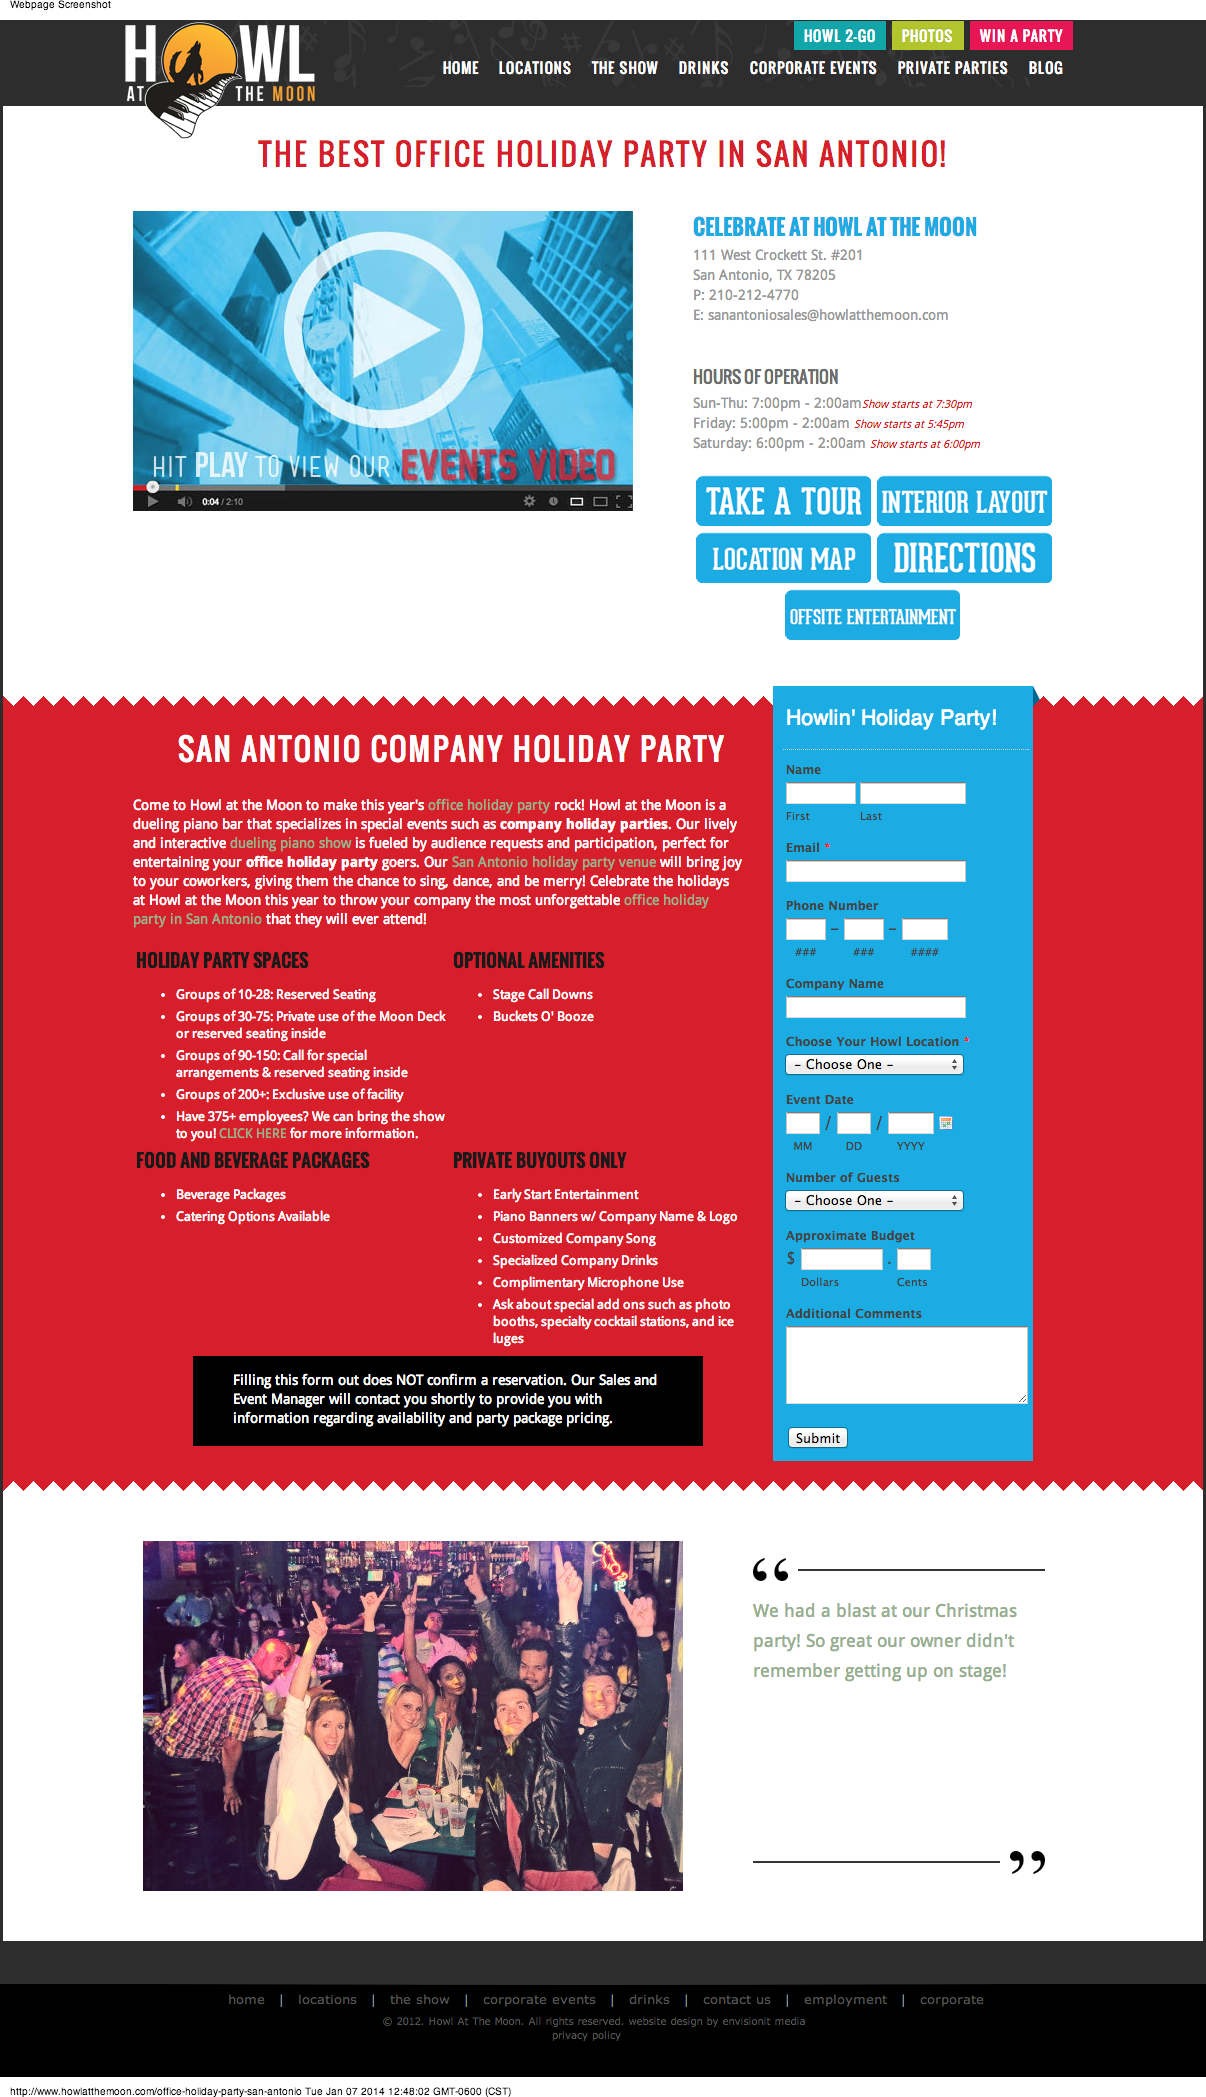 Webpage Screenshot
HOWL
AT THE MOON
HOWL 2-GO PHOTOS WIN A PARTY
HOME LOCATIONS THE SHOW DRINKS CORPORATE EVENTS PRIVATE PARTIES BLOG
THE BEST OFFICE HOLIDAY PARTY IN SAN ANTONIO!
HIT PLAY TO VIEW OUR EVENTS VIDEO
0:04 / 2:10
CELEBRATE AT HOWL AT THE MOON
111 West Crockett St. #201
San Antonio, TX 78205
P: 210-212-4770
E: sanantoniosales@howlatthemoon.com
HOURS OF OPERATION
Sun-Thu: 7:00pm - 2:00am Show starts at 7:30pm
Friday: 5:00pm - 2:00am Show starts at 5:45pm
Saturday: 6:00pm - 2:00am Show starts at 6:00pm
TAKE A TOUR INTERIOR LAYOUT
LOCATION MAP DIRECTIONS
OFFSITE ENTERTAINMENT
SAN ANTONIO COMPANY HOLIDAY PARTY
Come to Howl at the Moon to make this year's office holiday party rock! Howl at the Moon is a
dueling piano bar that specializes in special events such as company holiday parties. Our lively
and interactive dueling piano show is fueled by audience requests and participation, perfect for
entertaining your office holiday party goers. Our San Antonio holiday party venue will bring joy
to your coworkers, giving them the chance to sing, dance, and be merry! Celebrate the holidays
at Howl at the Moon this year to throw your company the most unforgettable office holiday
party in San Antonio that they will ever attend!
HOLIDAY PARTY SPACES
• Groups of 10-28: Reserved Seating
• Groups of 30-75: Private use of the Moon Deck
or reserved seating inside
• Groups of 90-150: Call for special
arrangements & reserved seating inside
• Groups of 200+: Exclusive use of facility
• Have 375+ employees? We can bring the show
to you! CLICK HERE for more information.
OPTIONAL AMENITIES
• Stage Call Downs
• Buckets O' Booze
FOOD AND BEVERAGE PACKAGES
• Beverage Packages
• Catering Options Available
PRIVATE BUYOUTS ONLY
• Early Start Entertainment
• Piano Banners w/ Company Name & Logo
• Customized Company Song
• Specialized Company Drinks
• Complimentary Microphone Use
• Ask about special add ons such as photo
booths, specialty cocktail stations, and ice
luges
Filling this form out does NOT confirm a reservation. Our Sales and
Event Manager will contact you shortly to provide you with
information regarding availability and party package pricing.
Howlin' Holiday Party!
Name
First Last
Email *
Phone Number
– –
### ### ####
Company Name
Choose Your Howl Location *
– Choose One –
Event Date
/ /
MM DD YYYY
Number of Guests
– Choose One –
Approximate Budget
$ .
Dollars Cents
Additional Comments
Submit
“
We had a blast at our Christmas
party! So great our owner didn't
remember getting up on stage!
”
home | locations | the show | corporate events | drinks | contact us | employment | corporate
© 2012. Howl At The Moon. All rights reserved. website design by envisionit media
privacy policy
http://www.howlatthemoon.com/office-holiday-party-san-antonio Tue Jan 07 2014 12:48:02 GMT-0600 (CST)